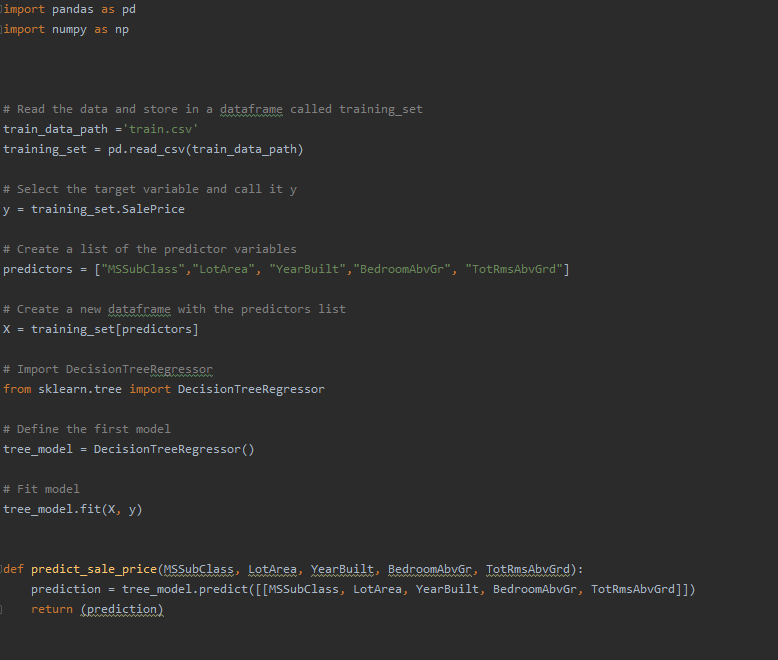 import pandas as pd
import numpy as np
# Read the data and store in a dataframe called training_set
train_data_path ='train.csv'
training_set = pd.read_csv(train_data_path)
# Select the target variable and call it y
y = training_set.SalePrice
# Create a list of the predictor variables
predictors = ["MSSubClass","LotArea", "YearBuilt","BedroomAbvGr", "TotRmsAbvGrd"]
# Create a new dataframe with the predictors list
X = training_set[predictors]
# Import DecisionTreeRegressor
from sklearn.tree import DecisionTreeRegressor
# Define the first model
tree_model = DecisionTreeRegressor()
# Fit model
tree_model.fit(X, y)
def predict_sale_price(MSSubClass, LotArea, YearBuilt, BedroomAbvGr, TotRmsAbvGrd):
    prediction = tree_model.predict([[MSSubClass, LotArea, YearBuilt, BedroomAbvGr, TotRmsAbvGrd]])
    return (prediction)